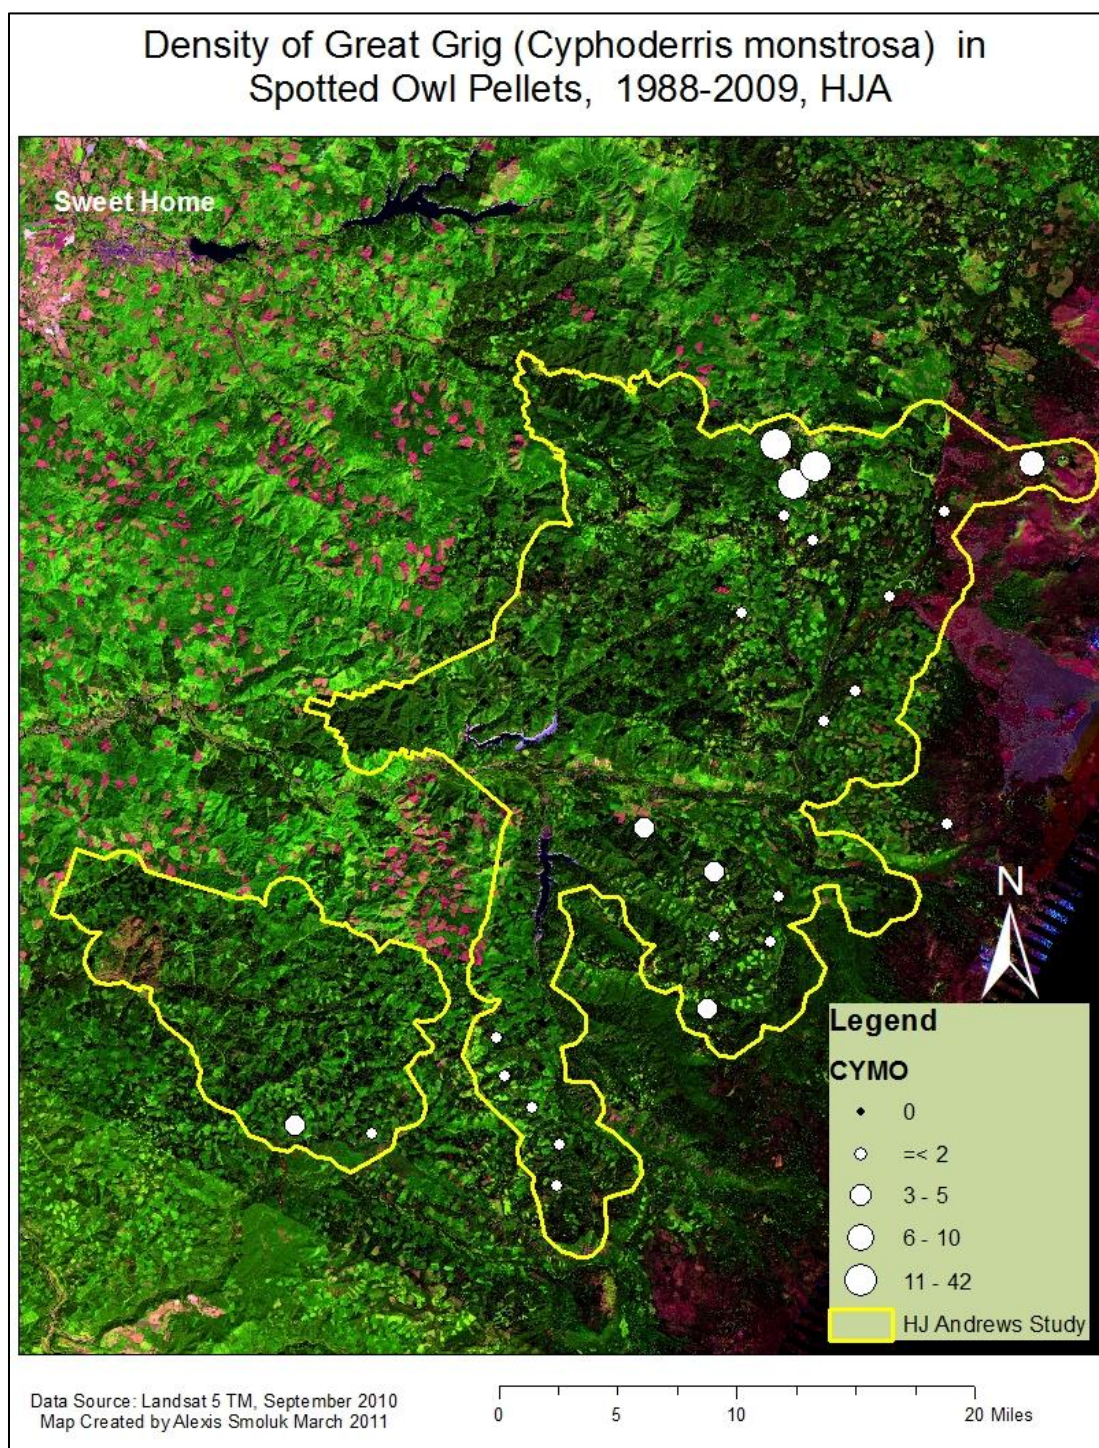 Density of Great Grig (Cyphoderris monstrosa) in
Spotted Owl Pellets, 1988-2009, HJA
Sweet Home
N
Legend
CYMO
0
=< 2
3 - 5
6 - 10
11 - 42
HJ Andrews Study
Data Source: Landsat 5 TM, September 2010
Map Created by Alexis Smoluk March 2011
0 5 10 20 Miles